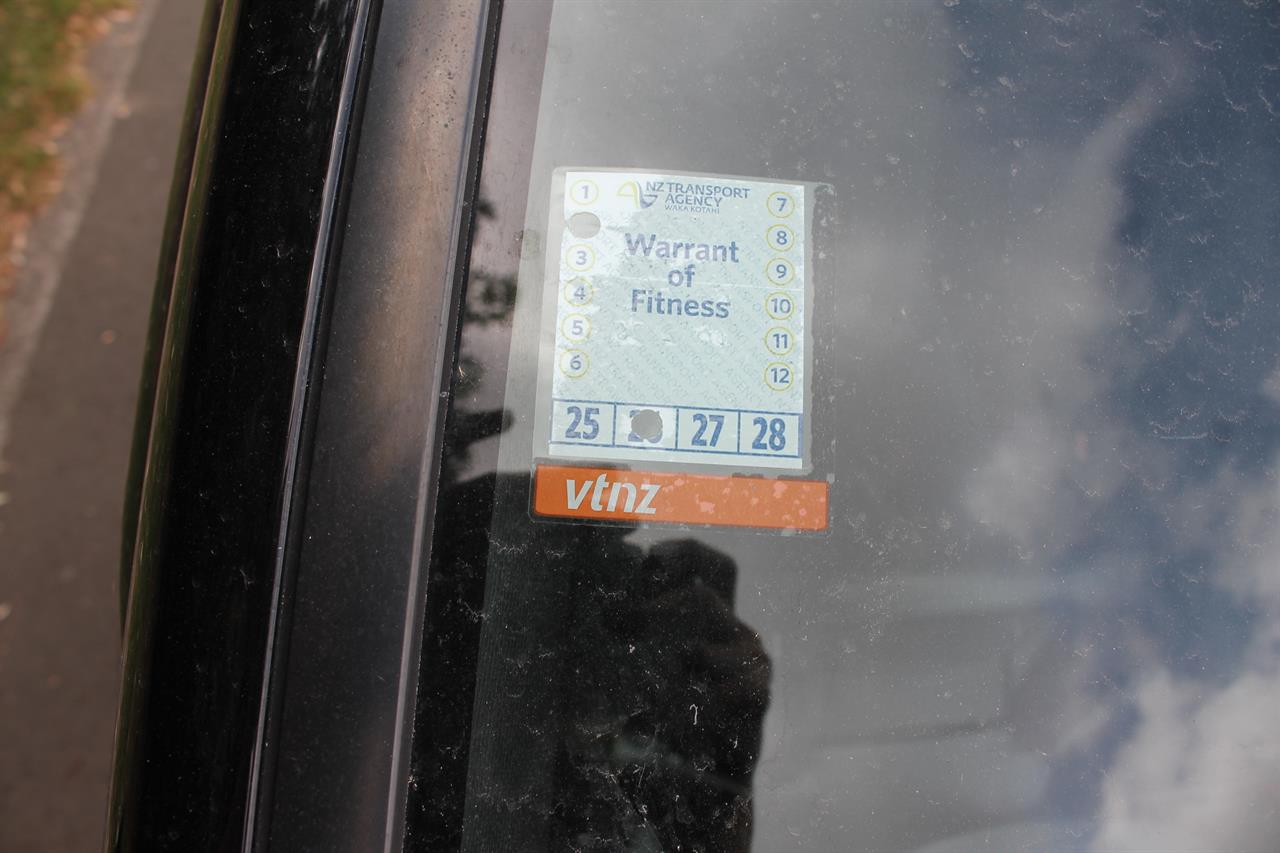 NZ TRANSPORT
AGENCY
WAKA KOTAHI
Warrant
of
Fitness
1
3
4
5
6
7
8
9
10
11
12
25 27 28
vtnz